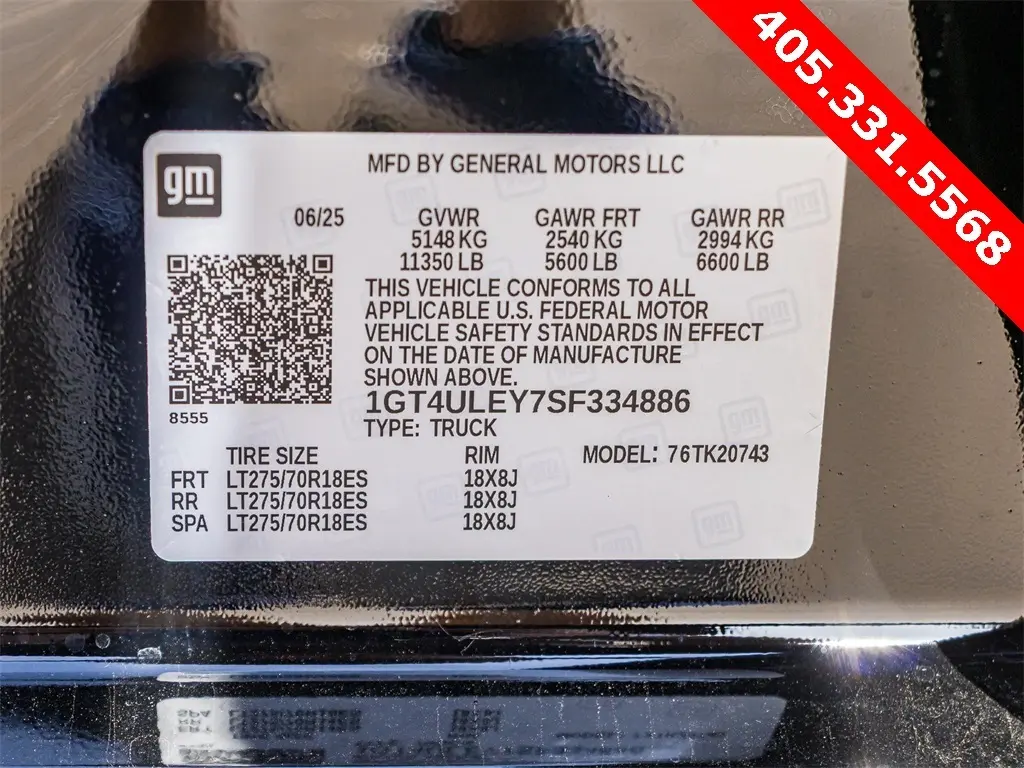 405.331.5568
gm
MFD BY GENERAL MOTORS LLC
06/25 GVWR GAWR FRT GAWR RR
5148 KG 2540 KG 2994 KG
11350 LB 5600 LB 6600 LB
THIS VEHICLE CONFORMS TO ALL
APPLICABLE U.S. FEDERAL MOTOR
VEHICLE SAFETY STANDARDS IN EFFECT
ON THE DATE OF MANUFACTURE
SHOWN ABOVE.
8555
1GT4ULEY7SF334886
TYPE: TRUCK
TIRE SIZE RIM MODEL: 76TK20743
FRT LT275/70R18ES 18X8J
RR LT275/70R18ES 18X8J
SPA LT275/70R18ES 18X8J